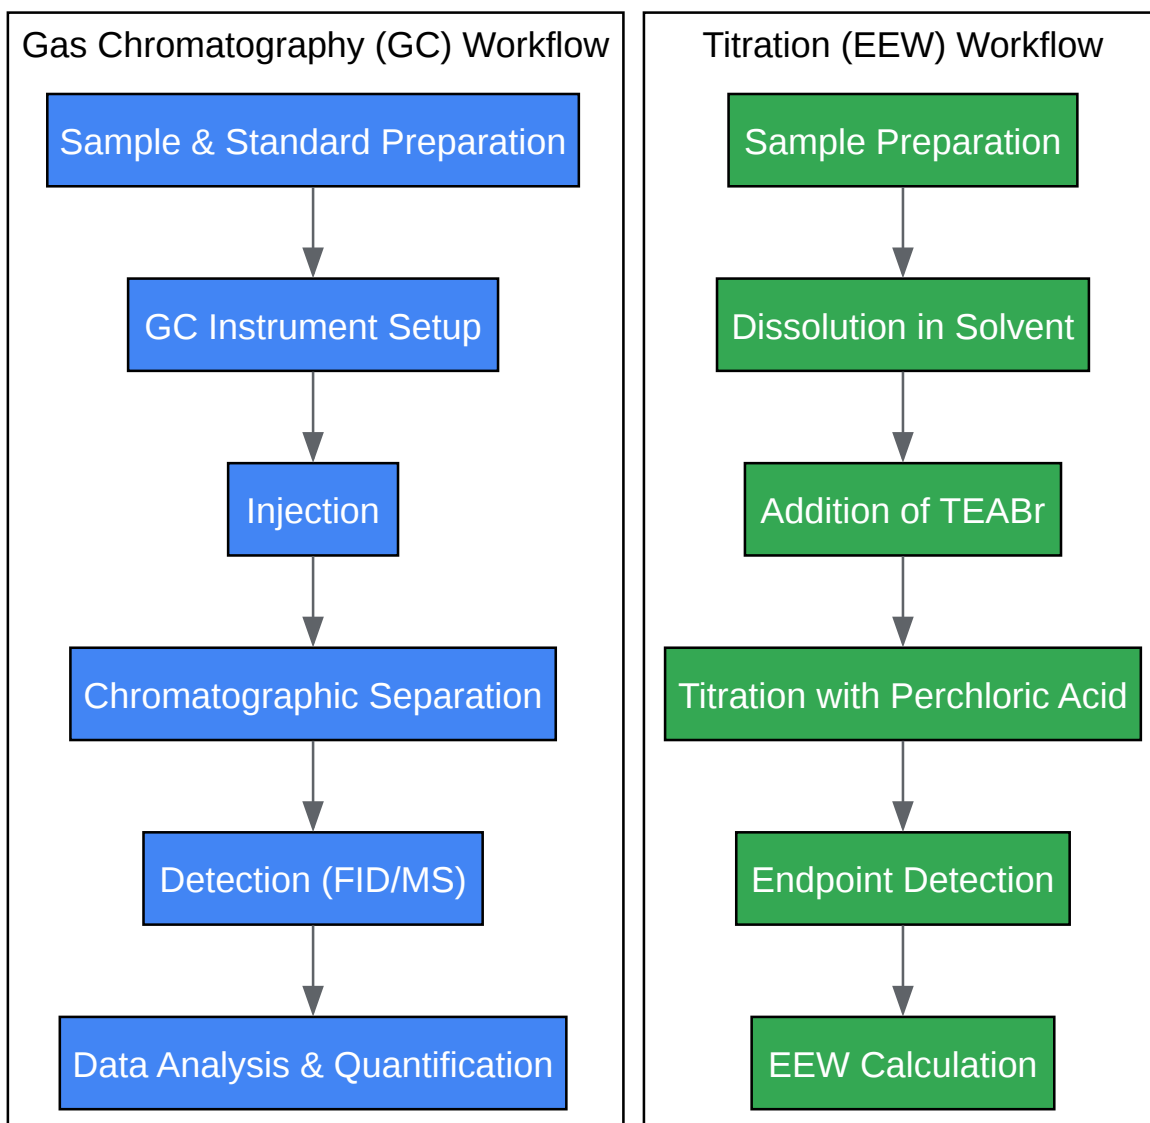 Gas Chromatography (GC) Workflow
Sample & Standard Preparation
GC Instrument Setup
Injection
Chromatographic Separation
Detection (FID/MS)
Data Analysis & Quantification
Titration (EEW) Workflow
Sample Preparation
Dissolution in Solvent
Addition of TEABr
Titration with Perchloric Acid
Endpoint Detection
EEW Calculation